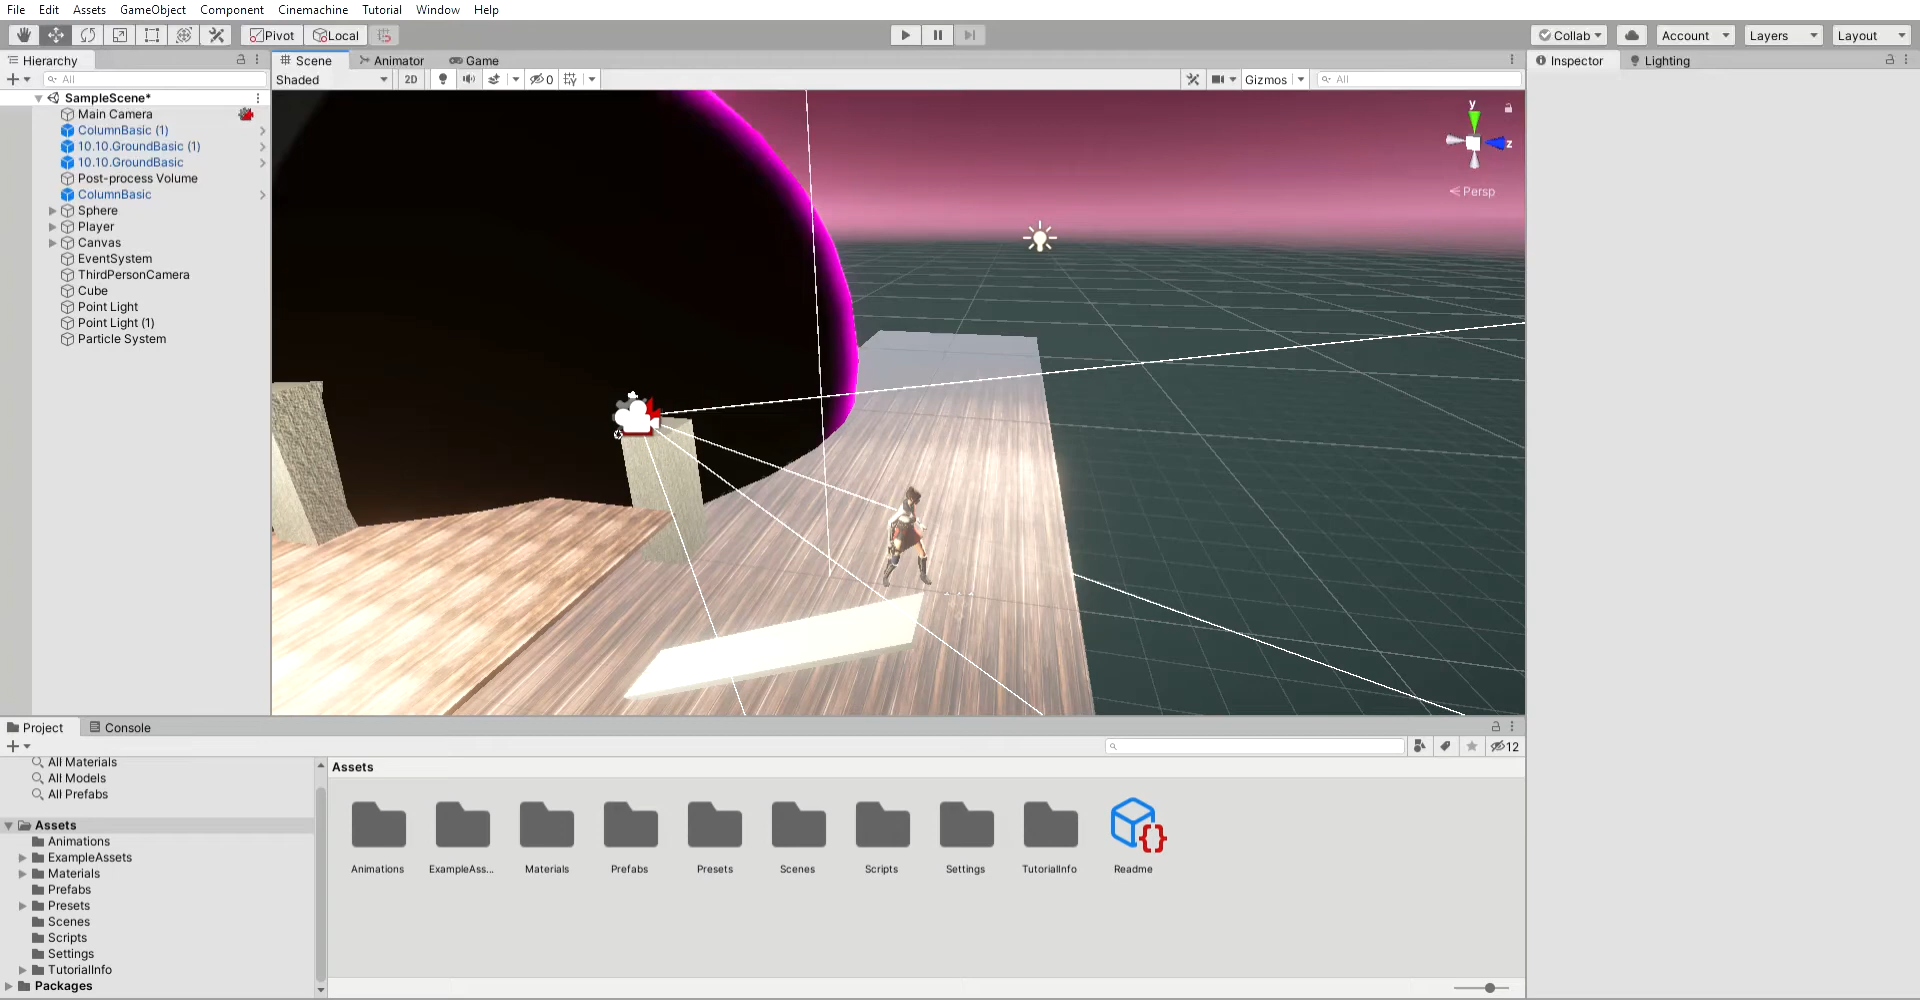 File Edit Assets GameObject Component Cinemachine Tutorial Window Help
Pivot Local Collab Account Layers Layout
Hierarchy
All
SampleScene*
Main Camera
ColumnBasic (1)
10.10.GroundBasic (1)
10.10.GroundBasic
Post-process Volume
ColumnBasic
Sphere
Player
Canvas
EventSystem
ThirdPersonCamera
Cube
Point Light
Point Light (1)
Particle System
Scene Animator Game
Shaded 2D 0 Gizmos All
y
z
Persp
Inspector Lighting
Project Console
12
All Materials
All Models
All Prefabs
Assets
Animations
ExampleAssets
Materials
Prefabs
Presets
Scenes
Scripts
Settings
TutorialInfo
Packages
Assets
Animations ExampleAss... Materials Prefabs Presets Scenes Scripts Settings TutorialInfo Readme